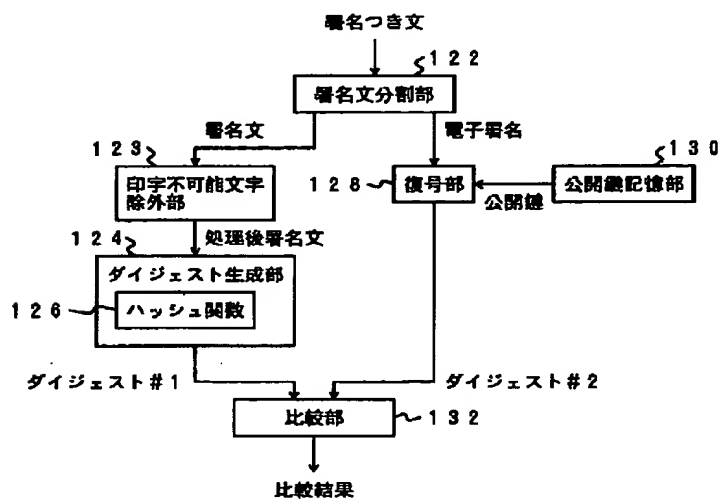 署名つき文
122
署名文分割部
署名文
電子署名
123
130
印字不可能文字
除外部
128
復号部
公開鍵
公開鍵記憶部
124
処理後署名文
ダイジェスト生成部
126
ハッシュ関数
ダイジェスト#1
ダイジェスト#2
比較部
132
比較結果